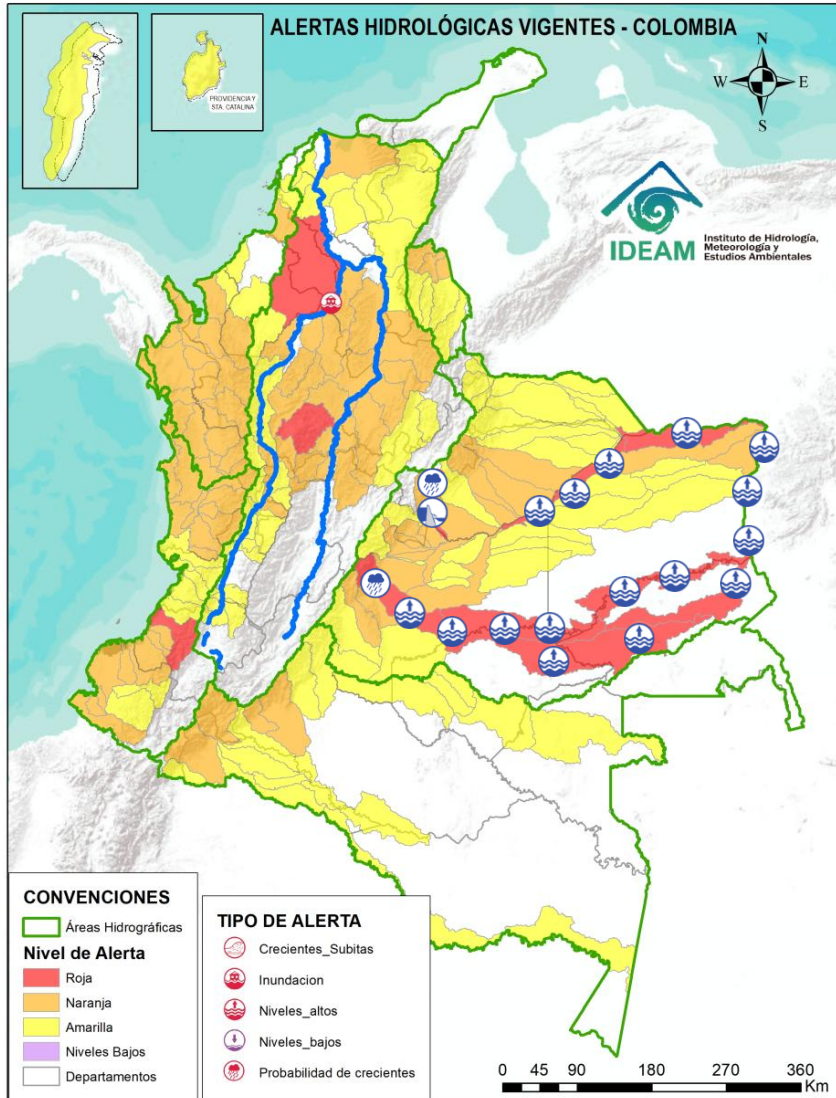 ALERTAS HIDROLÓGICAS VIGENTES - COLOMBIA
PROVIDENCIA Y
STA. CATALINA
N
W
E
S
IDEAM
Instituto de Hidrología,
Meteorología y
Estudios Ambientales
CONVENCIONES
Áreas Hidrográficas
Nivel de Alerta
Roja
Naranja
Amarilla
Niveles Bajos
Departamentos
TIPO DE ALERTA
Crecientes_Subitas
Inundacion
Niveles_altos
Niveles_bajos
Probabilidad de crecientes
0 45 90 180 270 360
Km